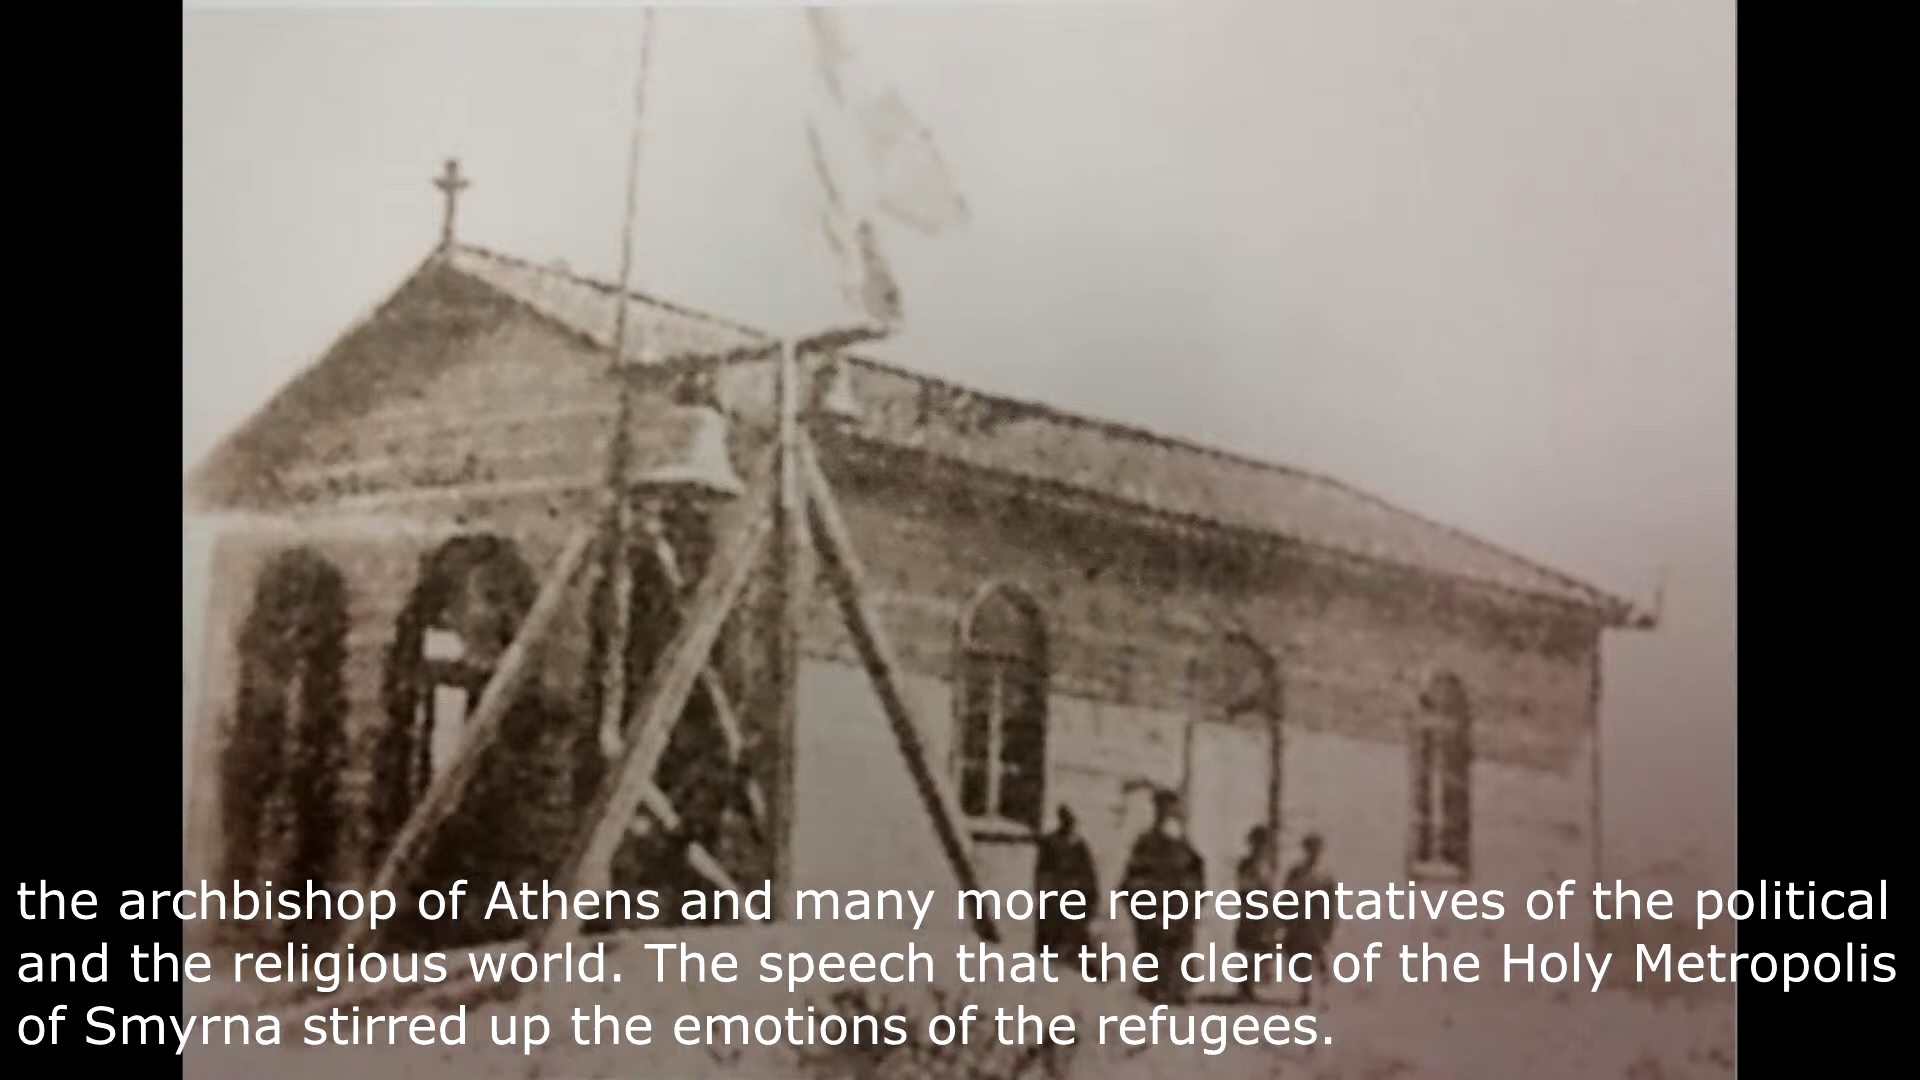 the archbishop of Athens and many more representatives of the political
and the religious world. The speech that the cleric of the Holy Metropolis
of Smyrna stirred up the emotions of the refugees.